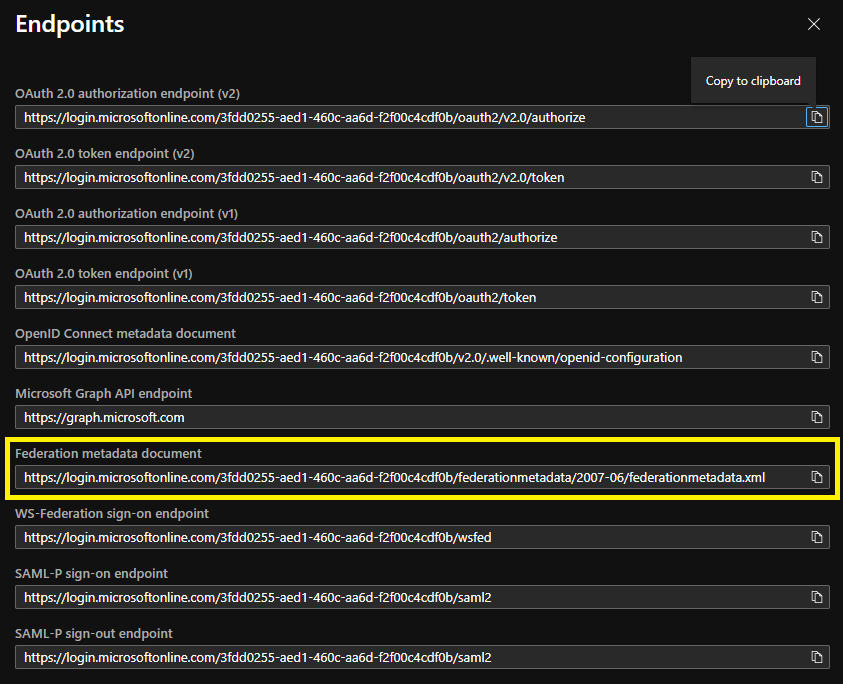 Endpoints
Copy to clipboard
OAuth 2.0 authorization endpoint (v2)
https://login.microsoftonline.com/3fdd0255-aed1-460c-aa6d-f2f00c4cdf0b/oauth2/v2.0/authorize
OAuth 2.0 token endpoint (v2)
https://login.microsoftonline.com/3fdd0255-aed1-460c-aa6d-f2f00c4cdf0b/oauth2/v2.0/token
OAuth 2.0 authorization endpoint (v1)
https://login.microsoftonline.com/3fdd0255-aed1-460c-aa6d-f2f00c4cdf0b/oauth2/authorize
OAuth 2.0 token endpoint (v1)
https://login.microsoftonline.com/3fdd0255-aed1-460c-aa6d-f2f00c4cdf0b/oauth2/token
OpenID Connect metadata document
https://login.microsoftonline.com/3fdd0255-aed1-460c-aa6d-f2f00c4cdf0b/v2.0/.well-known/openid-configuration
Microsoft Graph API endpoint
https://graph.microsoft.com
Federation metadata document
https://login.microsoftonline.com/3fdd0255-aed1-460c-aa6d-f2f00c4cdf0b/federationmetadata/2007-06/federationmetadata.xml
WS-Federation sign-on endpoint
https://login.microsoftonline.com/3fdd0255-aed1-460c-aa6d-f2f00c4cdf0b/wsfed
SAML-P sign-on endpoint
https://login.microsoftonline.com/3fdd0255-aed1-460c-aa6d-f2f00c4cdf0b/saml2
SAML-P sign-out endpoint
https://login.microsoftonline.com/3fdd0255-aed1-460c-aa6d-f2f00c4cdf0b/saml2